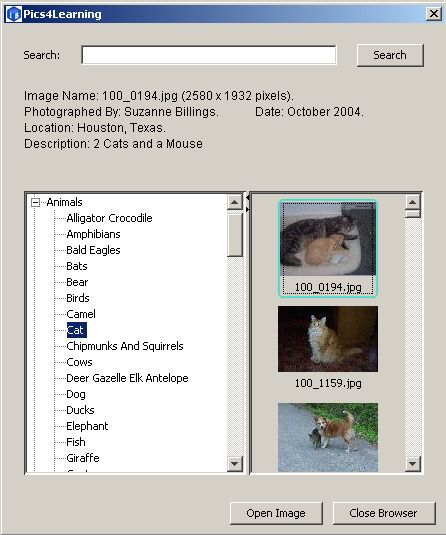 Pics4Learning
Search:
Search
Image Name: 100_0194.jpg (2580 x 1932 pixels).
Photographed By: Suzanne Billings. Date: October 2004.
Location: Houston, Texas.
Description: 2 Cats and a Mouse
Animals
Alligator Crocodile
Amphibians
Bald Eagles
Bats
Bear
Birds
Camel
Cat
Chipmunks And Squirrels
Cows
Deer Gazelle Elk Antelope
Dog
Ducks
Elephant
Fish
Giraffe
100_0194.jpg
100_1159.jpg
Open Image
Close Browser